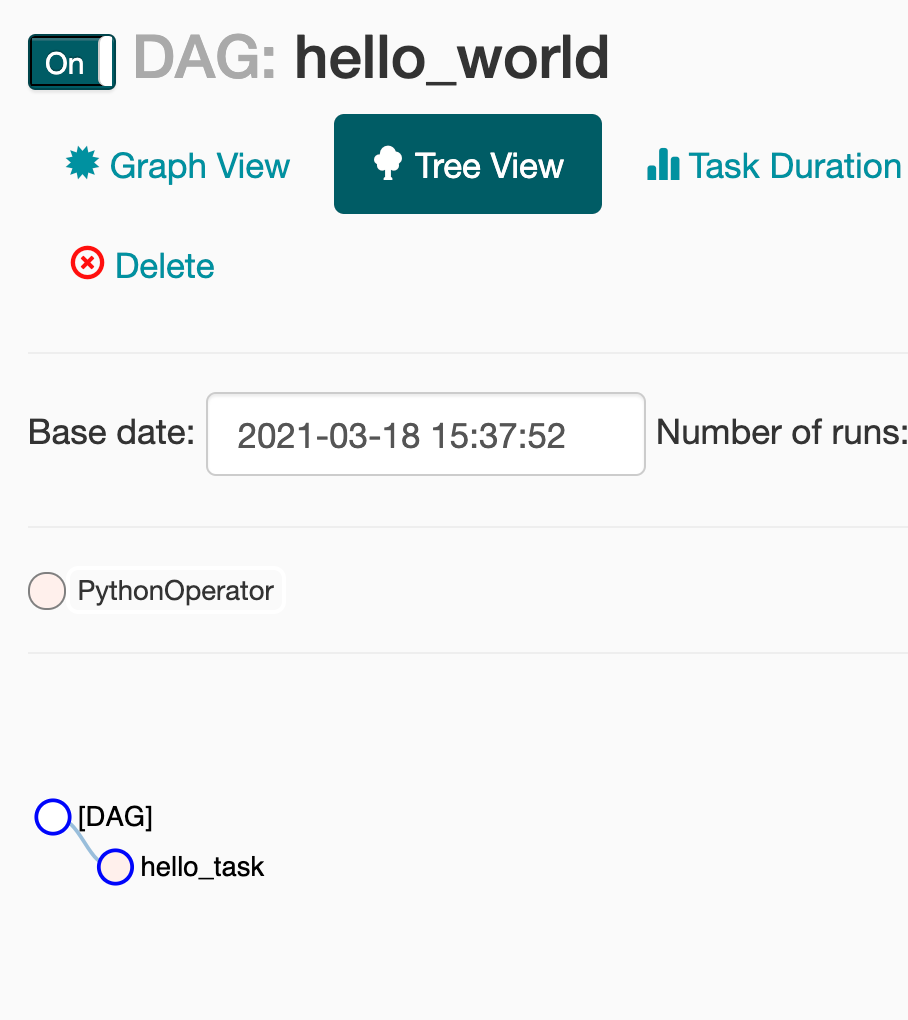 On DAG: hello_world
Graph View Tree View Task Duration
Delete
Base date: 2021-03-18 15:37:52 Number of runs:
PythonOperator
[DAG]
hello_task